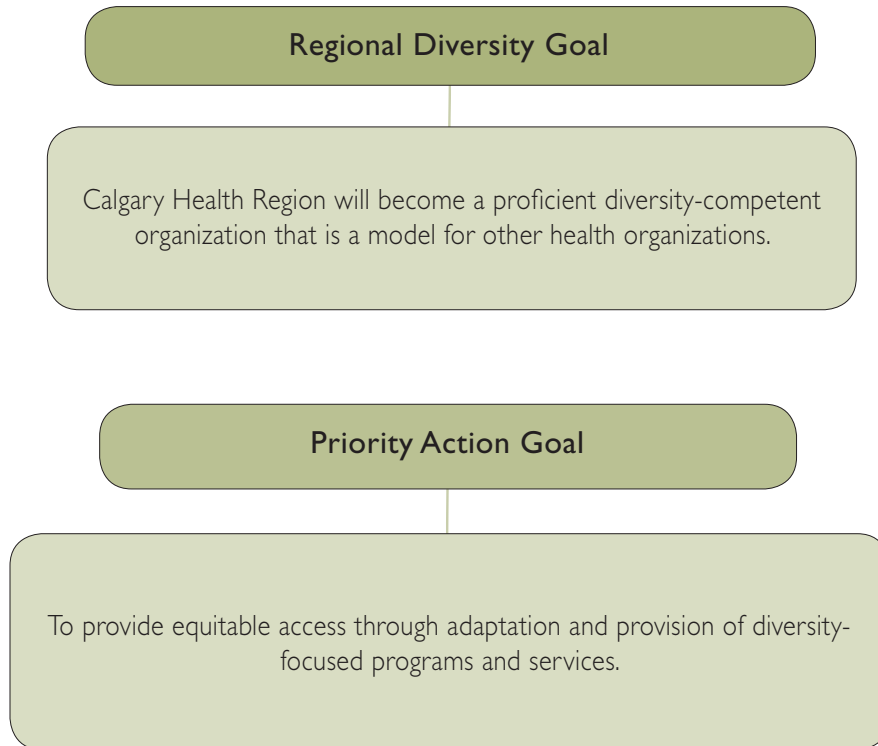 Regional Diversity Goal
Calgary Health Region will become a proficient diversity-competent
organization that is a model for other health organizations.
Priority Action Goal
To provide equitable access through adaptation and provision of diversity-
focused programs and services.